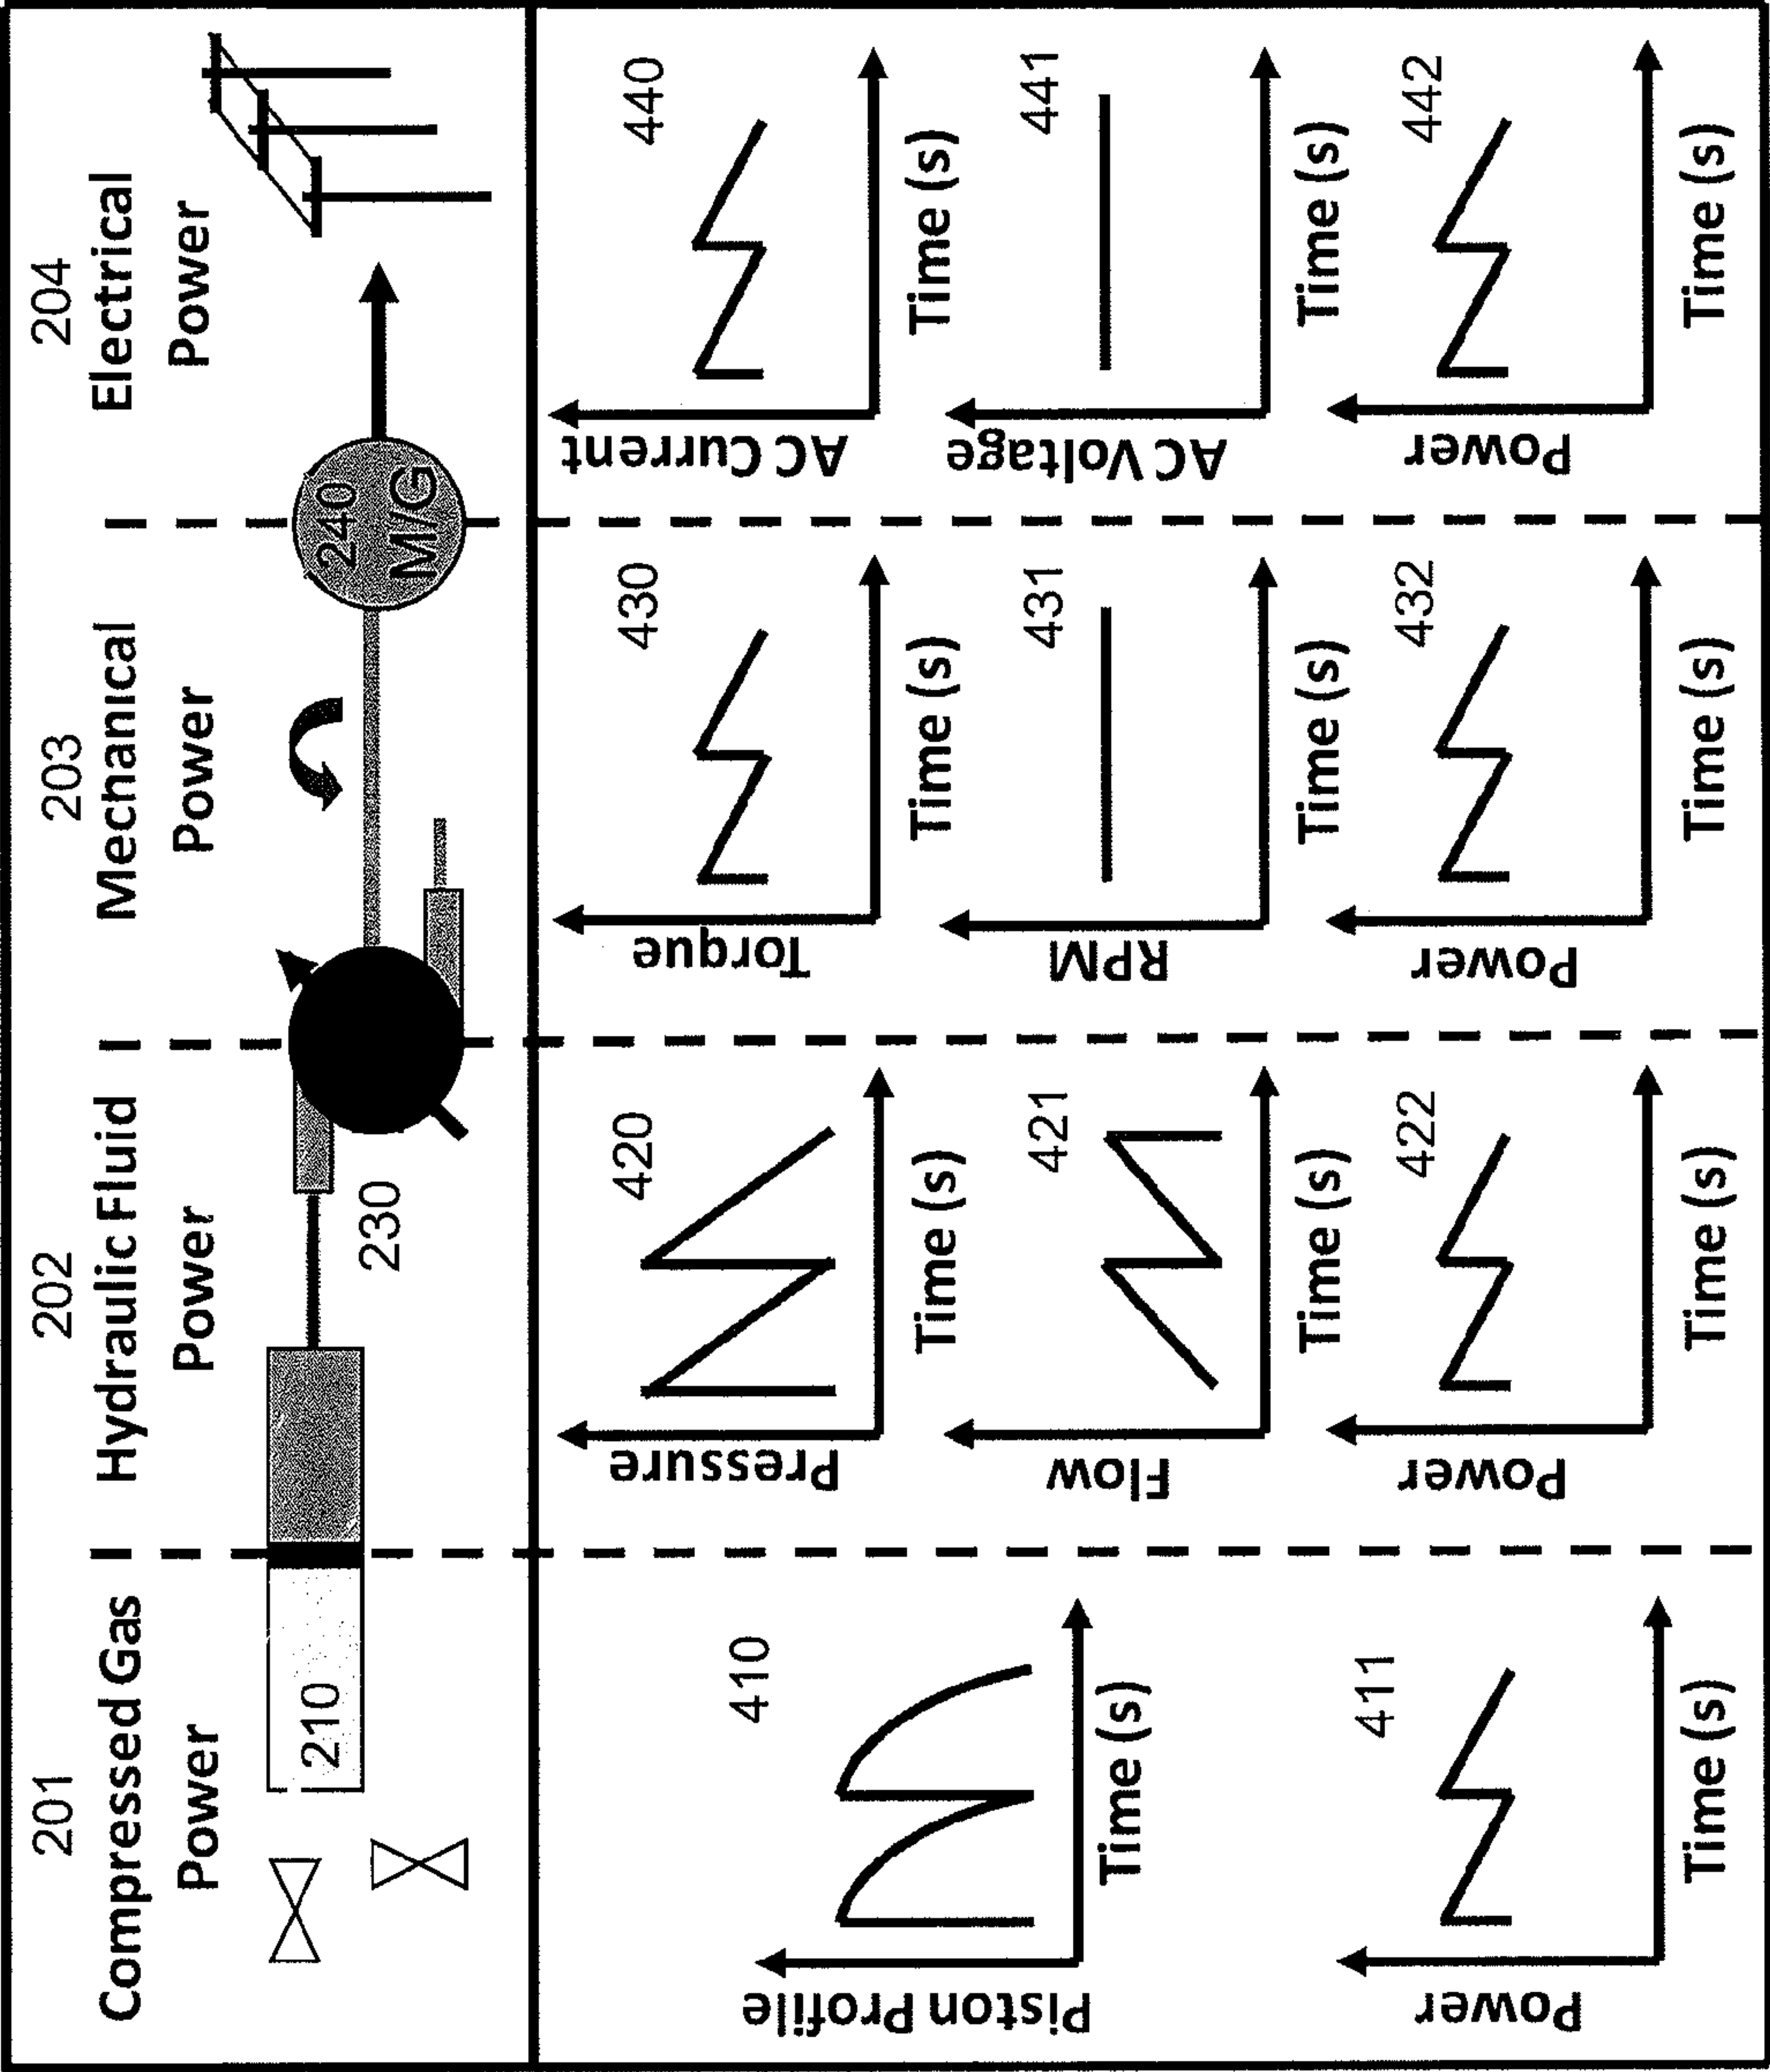 201
Compressed Gas
Power
202
Hydraulic Fluid
Power
203
Mechanical
Power
204
Electrical
Power
210
230
240
M/G
Piston Profile
410
Time (s)
Power
411
Time (s)
Pressure
420
Time (s)
Flow
421
Time (s)
Power
422
Time (s)
Torque
430
Time (s)
RPM
431
Time (s)
Power
432
Time (s)
AC Current
440
Time (s)
AC Voltage
441
Time (s)
Power
442
Time (s)